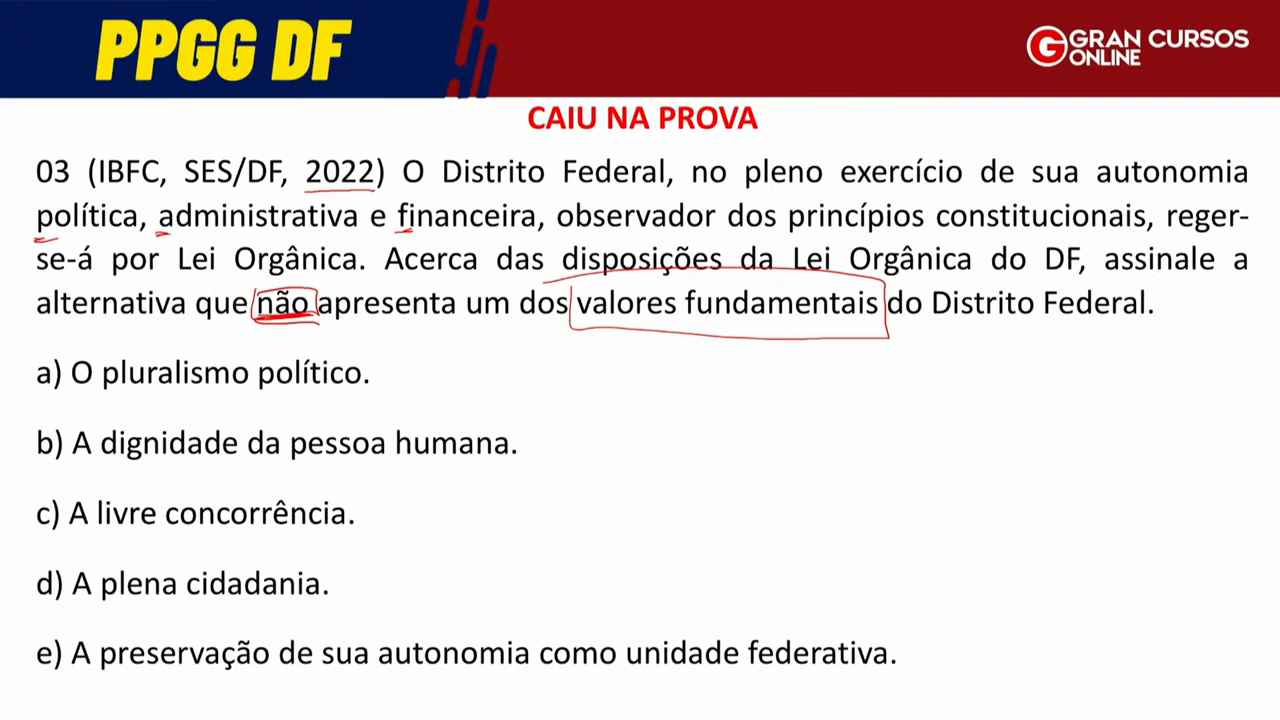 PPGG DF
GRAN CURSOS
ONLINE
CAIU NA PROVA
03 (IBFC, SES/DF, 2022) O Distrito Federal, no pleno exercício de sua autonomia
política, administrativa e financeira, observador dos princípios constitucionais, reger-
se-á por Lei Orgânica. Acerca das disposições da Lei Orgânica do DF, assinale a
alternativa que não apresenta um dos valores fundamentais do Distrito Federal.
a) O pluralismo político.
b) A dignidade da pessoa humana.
c) A livre concorrência.
d) A plena cidadania.
e) A preservação de sua autonomia como unidade federativa.